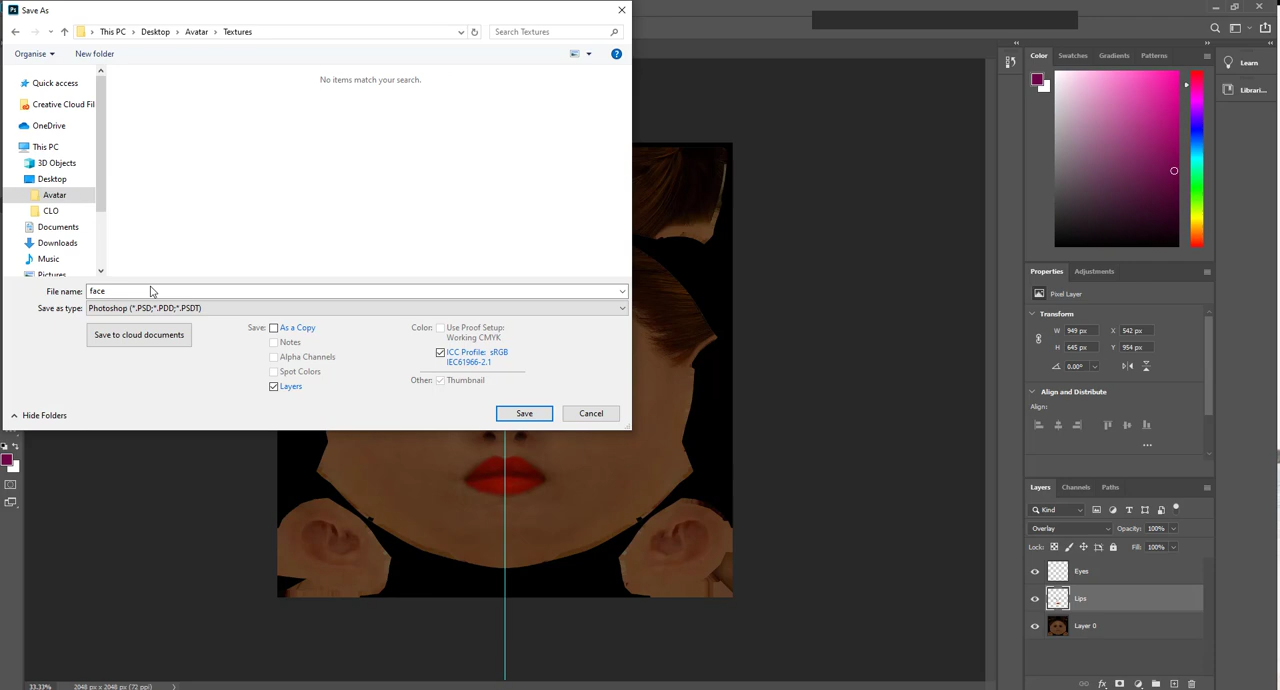 Save As
This PC > Desktop > Avatar > Textures
Search Textures
Organise
New folder
No items match your search.
Quick access
Creative Cloud Fil
OneDrive
This PC
3D Objects
Desktop
Avatar
CLO
Documents
Downloads
Music
Pictures
File name: face
Save as type: Photoshop (*.PSD;*.PDD;*.PSDT)
Save to cloud documents
Save: As a Copy
Notes
Alpha Channels
Spot Colors
Layers
Color: Use Proof Setup:
Working CMYK
ICC Profile: sRGB
IEC61966-2.1
Other: Thumbnail
Hide Folders
Save
Cancel
Color Swatches Gradients Patterns
Learn
Librari...
Properties Adjustments
Pixel Layer
Transform
W 949 px X 542 px
H 645 px Y 954 px
0.00°
Align and Distribute
Align:
...
Layers Channels Paths
Kind
Overlay Opacity: 100%
Lock: Fill: 100%
Eyes
Lips
Layer 0
33.33% 2048 px x 2048 px (72 ppi)